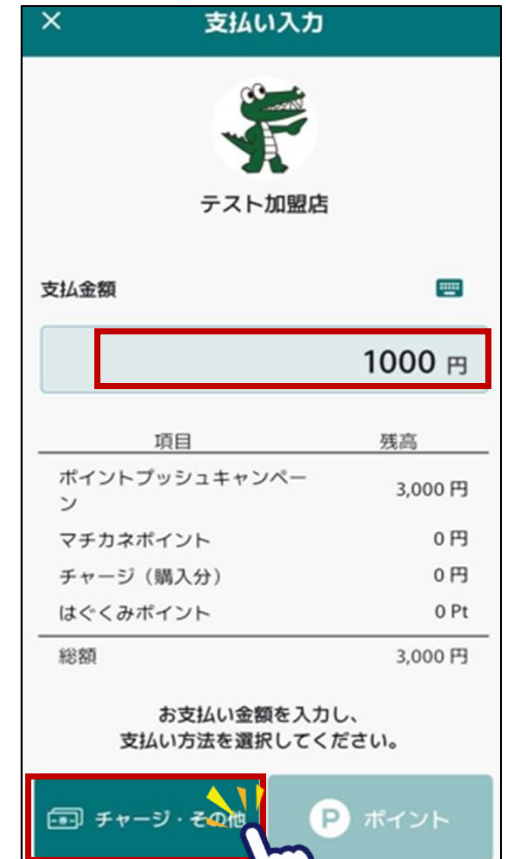 ×
支払い入力
テスト加盟店
支払金額
1000 円
項目 残高
ポイントプッシュキャンペー
ン 3,000 円
マチカネポイント 0 円
チャージ（購入分） 0 円
はぐくみポイント 0 Pt
総額 3,000 円
お支払い金額を入力し、
支払い方法を選択してください。
チャージ・その他 P ポイント